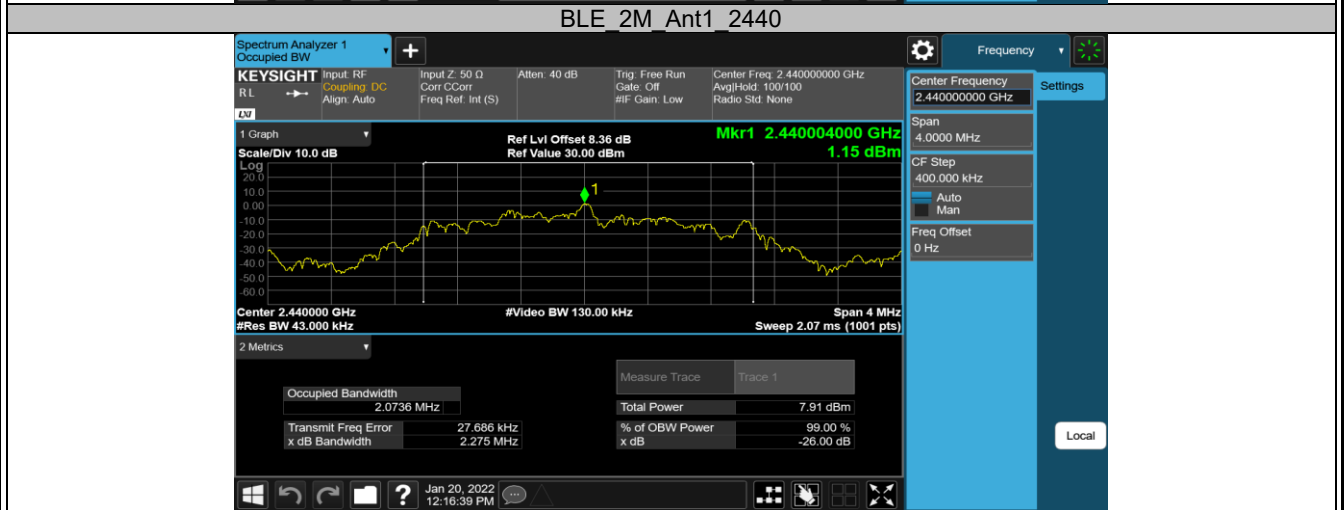 BLE_2M_Ant1_2440
Spectrum Analyzer 1
Occupied BW
+
Frequency
KEYSIGHT
RL
LXI
Input: RF
Coupling: DC
Align: Auto
Input Z: 50 Ω
Corr CCorr
Freq Ref: Int (S)
Atten: 40 dB
Trig: Free Run
Gate: Off
#IF Gain: Low
Center Freq: 2.440000000 GHz
Avg|Hold: 100/100
Radio Std: None
Center Frequency
2.440000000 GHz
Settings
Span
4.0000 MHz
CF Step
400.000 kHz
Auto
Man
Freq Offset
0 Hz
Local
1 Graph
Scale/Div 10.0 dB
Ref Lvl Offset 8.36 dB
Ref Value 30.00 dBm
Mkr1 2.440004000 GHz
1.15 dBm
Log
20.0
10.0
0.00
-10.0
-20.0
-30.0
-40.0
-50.0
-60.0
1
Center 2.440000 GHz
#Res BW 43.000 kHz
#Video BW 130.00 kHz
Span 4 MHz
Sweep 2.07 ms (1001 pts)
2 Metrics
Measure Trace Trace 1
Occupied Bandwidth
2.0736 MHz
Total Power 7.91 dBm
Transmit Freq Error 27.686 kHz
% of OBW Power 99.00 %
x dB Bandwidth 2.275 MHz
x dB -26.00 dB
?
Jan 20, 2022
12:16:39 PM